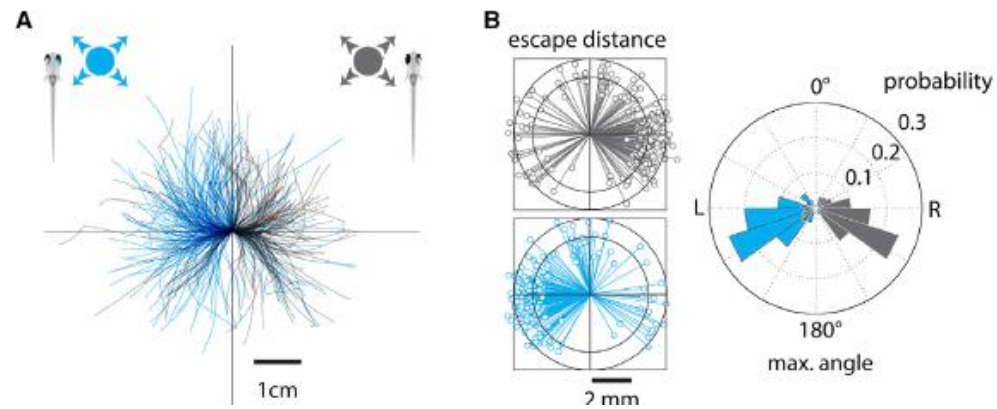 A
1cm
B
escape distance
2 mm
probability
0°
0.3
0.2
0.1
L
R
180°
max. angle